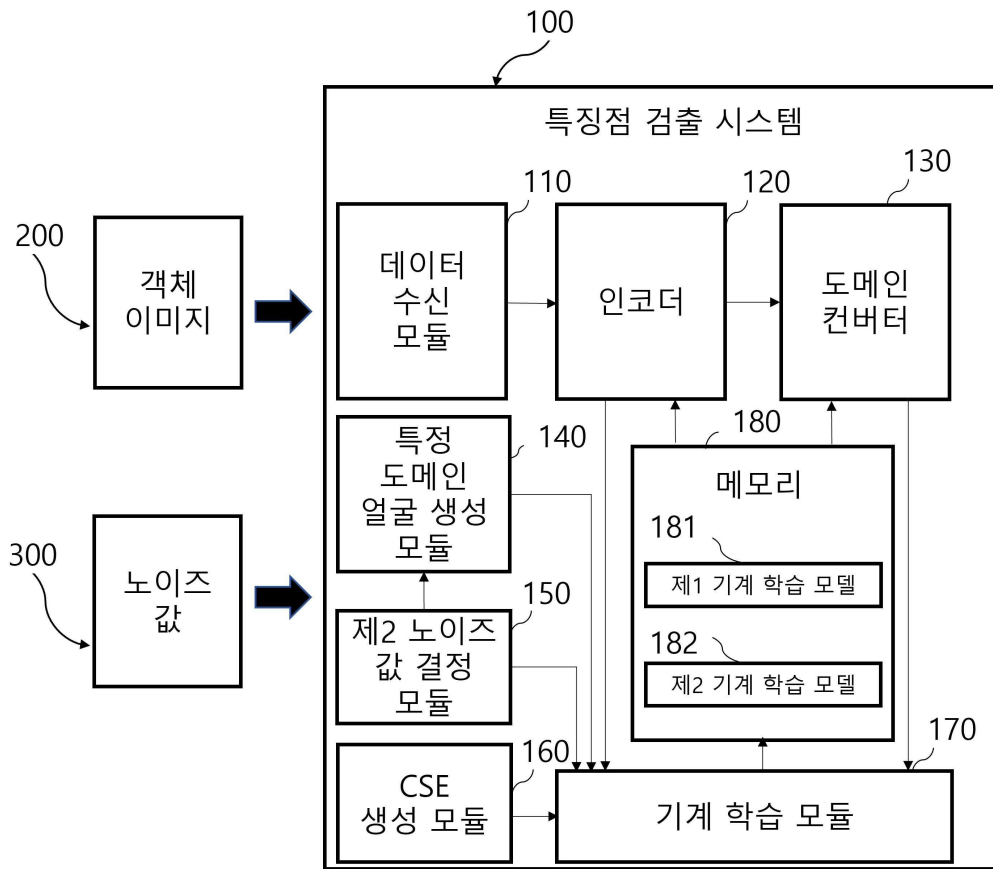 100
특징점 검출 시스템
110
120
130
200
객체
이미지
데이터
수신
모듈
인코더
도메인
컨버터
140
특정
도메인
얼굴 생성
모듈
180
메모리
181
제1 기계 학습 모델
182
제2 기계 학습 모델
300
노이즈
값
150
제2 노이즈
값 결정
모듈
160
CSE
생성 모듈
170
기계 학습 모듈